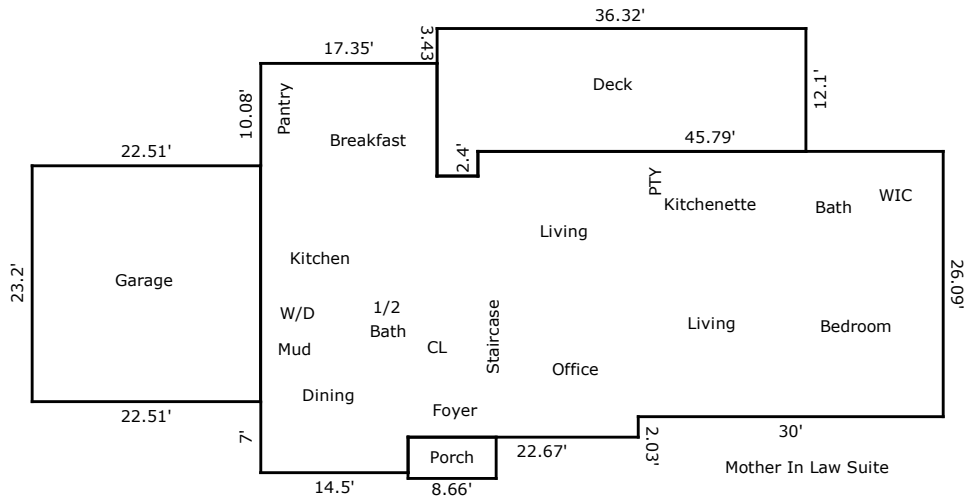 36.32'
17.35'
3.43
Deck
12.1'
10.08'
Pantry
Breakfast
45.79'
22.51'
2.4'
PTY
Kitchenette
Bath
WIC
Living
Kitchen
23.2'
Garage
26.09'
W/D
1/2
Bath
Mud
CL
Staircase
Living
Bedroom
Office
Dining
Foyer
22.51'
7'
Porch
22.67'
2.03'
30'
14.5'
8.66'
Mother In Law Suite